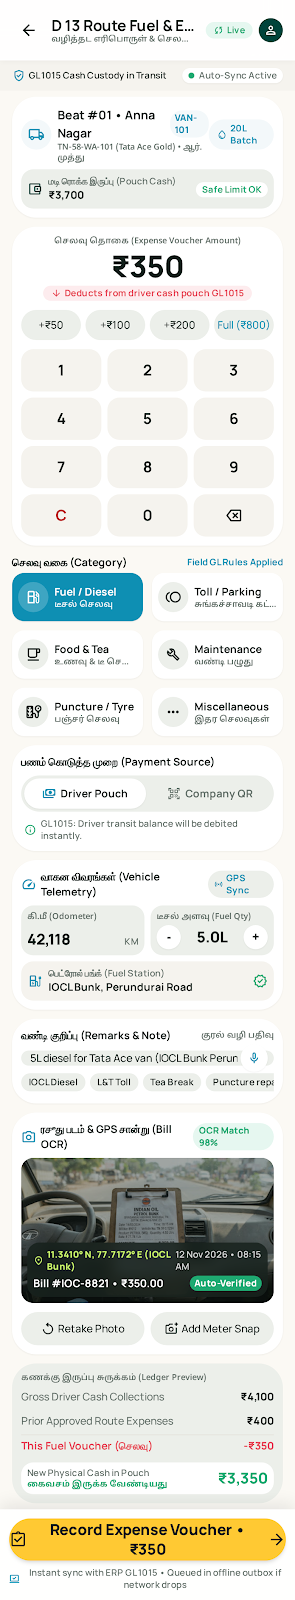 D 13 Route Fuel & E...
வழித்தட எரிபொருள் & செல...
Live
GL1015 Cash Custody in Transit
Auto-Sync Active
Beat #01 • Anna Nagar
VAN-101
20L Batch
TN-58-WA-101 (Tata Ace Gold) • ஆர். முத்து
மடி ரொக்க இருப்பு (Pouch Cash)
₹3,700
Safe Limit OK
செலவு தொகை (Expense Voucher Amount)
₹350
Deducts from driver cash pouch GL1015
+₹50
+₹100
+₹200
Full (₹800)
1
2
3
4
5
6
7
8
9
C
0
செலவு வகை (Category)
Field GL Rules Applied
Fuel / Diesel
டீசல் செலவு
Toll / Parking
சுங்கச்சாவடி கட்...
Food & Tea
உணவு & டீ செ...
Maintenance
வண்டி பழுது
Puncture / Tyre
பஞ்சர் செலவு
Miscellaneous
இதர செலவுகள்
பணம் கொடுத்த முறை (Payment Source)
Driver Pouch
Company QR
GL1015: Driver transit balance will be debited instantly.
வாகன விவரங்கள் (Vehicle Telemetry)
GPS Sync
கி.மீ (Odometer)
42,118
KM
டீசல் அளவு (Fuel Qty)
-
5.0L
+
பெட்ரோல் பங்க் (Fuel Station)
IOCL Bunk, Perundurai Road
வண்டி குறிப்பு (Remarks & Note)
குரல் வழி பதிவு
5L diesel for Tata Ace van (IOCL Bunk Perun
IOCL Diesel
L&T Toll
Tea Break
Puncture repa
ரசீது படம் & GPS சான்று (Bill OCR)
OCR Match 98%
INDIAN OIL
11.3410° N, 77.7172° E (IOCL Bunk)
12 Nov 2026 • 08:15 AM
Bill #IOC-8821 • ₹350.00
Auto-Verified
Retake Photo
Add Meter Snap
கணக்கு இருப்பு சுருக்கம் (Ledger Preview)
Gross Driver Cash Collections
₹4,100
Prior Approved Route Expenses
₹400
This Fuel Voucher (செலவு)
-₹350
New Physical Cash in Pouch
கைவசம் இருக்க வேண்டியது
₹3,350
Record Expense Voucher • ₹350
Instant sync with ERP GL1015 • Queued in offline outbox if network drops